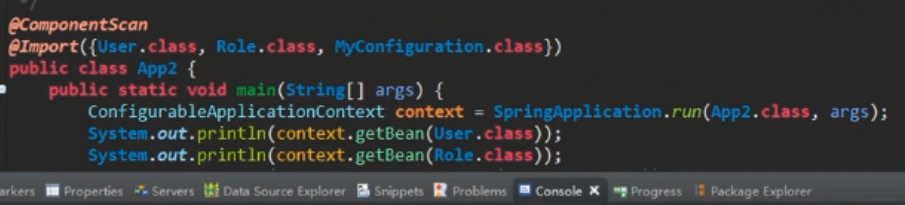 */
@ComponentScan
@Import({User.class, Role.class, MyConfiguration.class})
public class App2 {
public static void main(String[] args) {
ConfigurableApplicationContext context = SpringApplication.run(App2.class, args);
System.out.println(context.getBean(User.class));
System.out.println(context.getBean(Role.class));
arkers Properties Servers Data Source Explorer Snippets Problems Console Progress Package Explorer